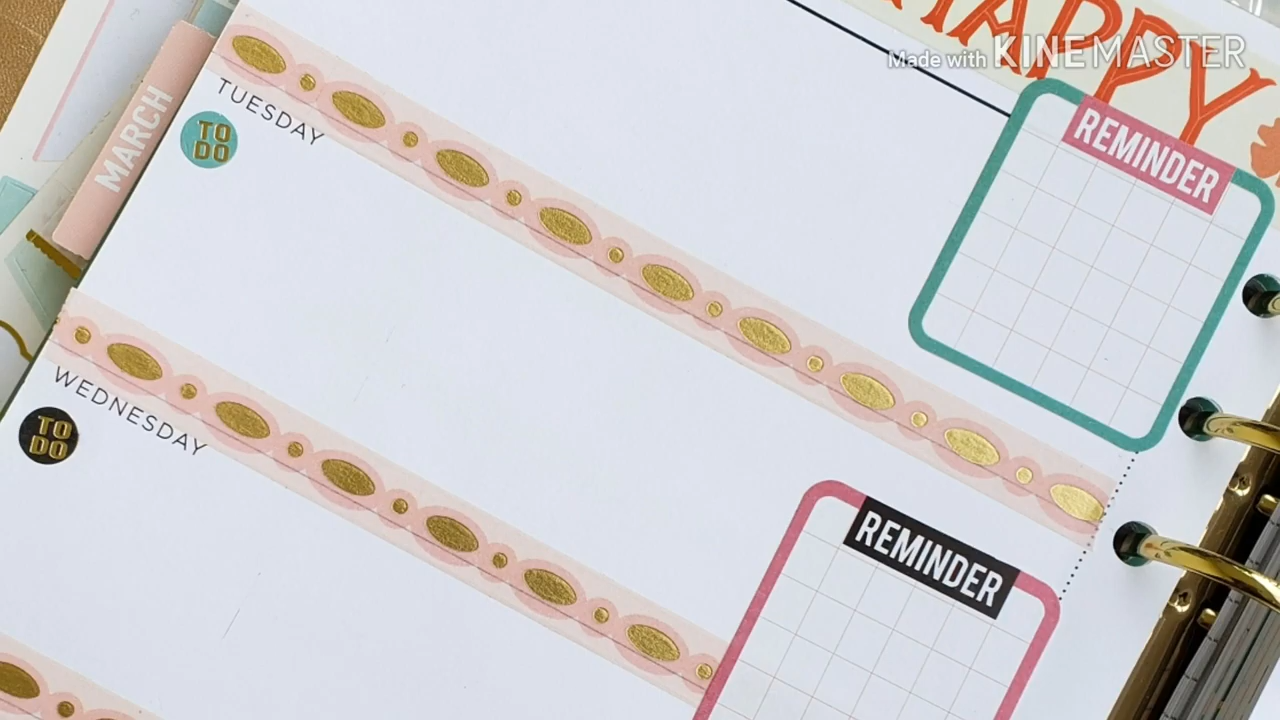 HAPPY
Made with KINEMASTER
REMINDER
TUESDAY
TO
DO
MARCH
WEDNESDAY
TO
DO
REMINDER